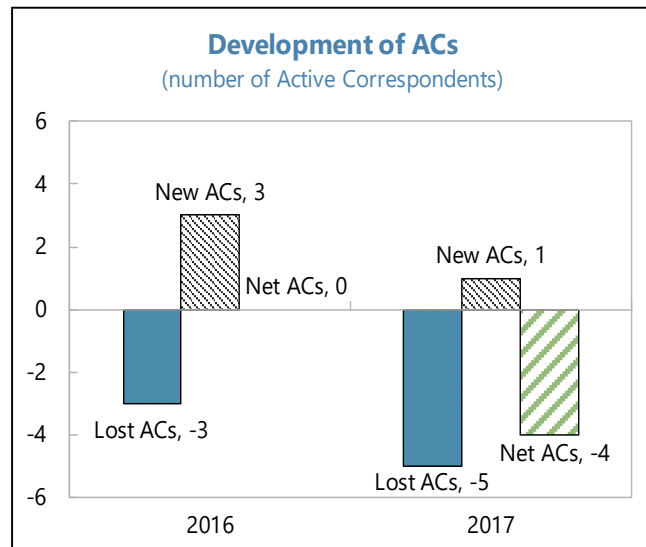 Development of ACs
(number of Active Correspondents)
6
4
2
0
-2
-4
-6
New ACs, 3
Net ACs, 0
Lost ACs, -3
New ACs, 1
Net ACs, -4
Lost ACs, -5
2016
2017